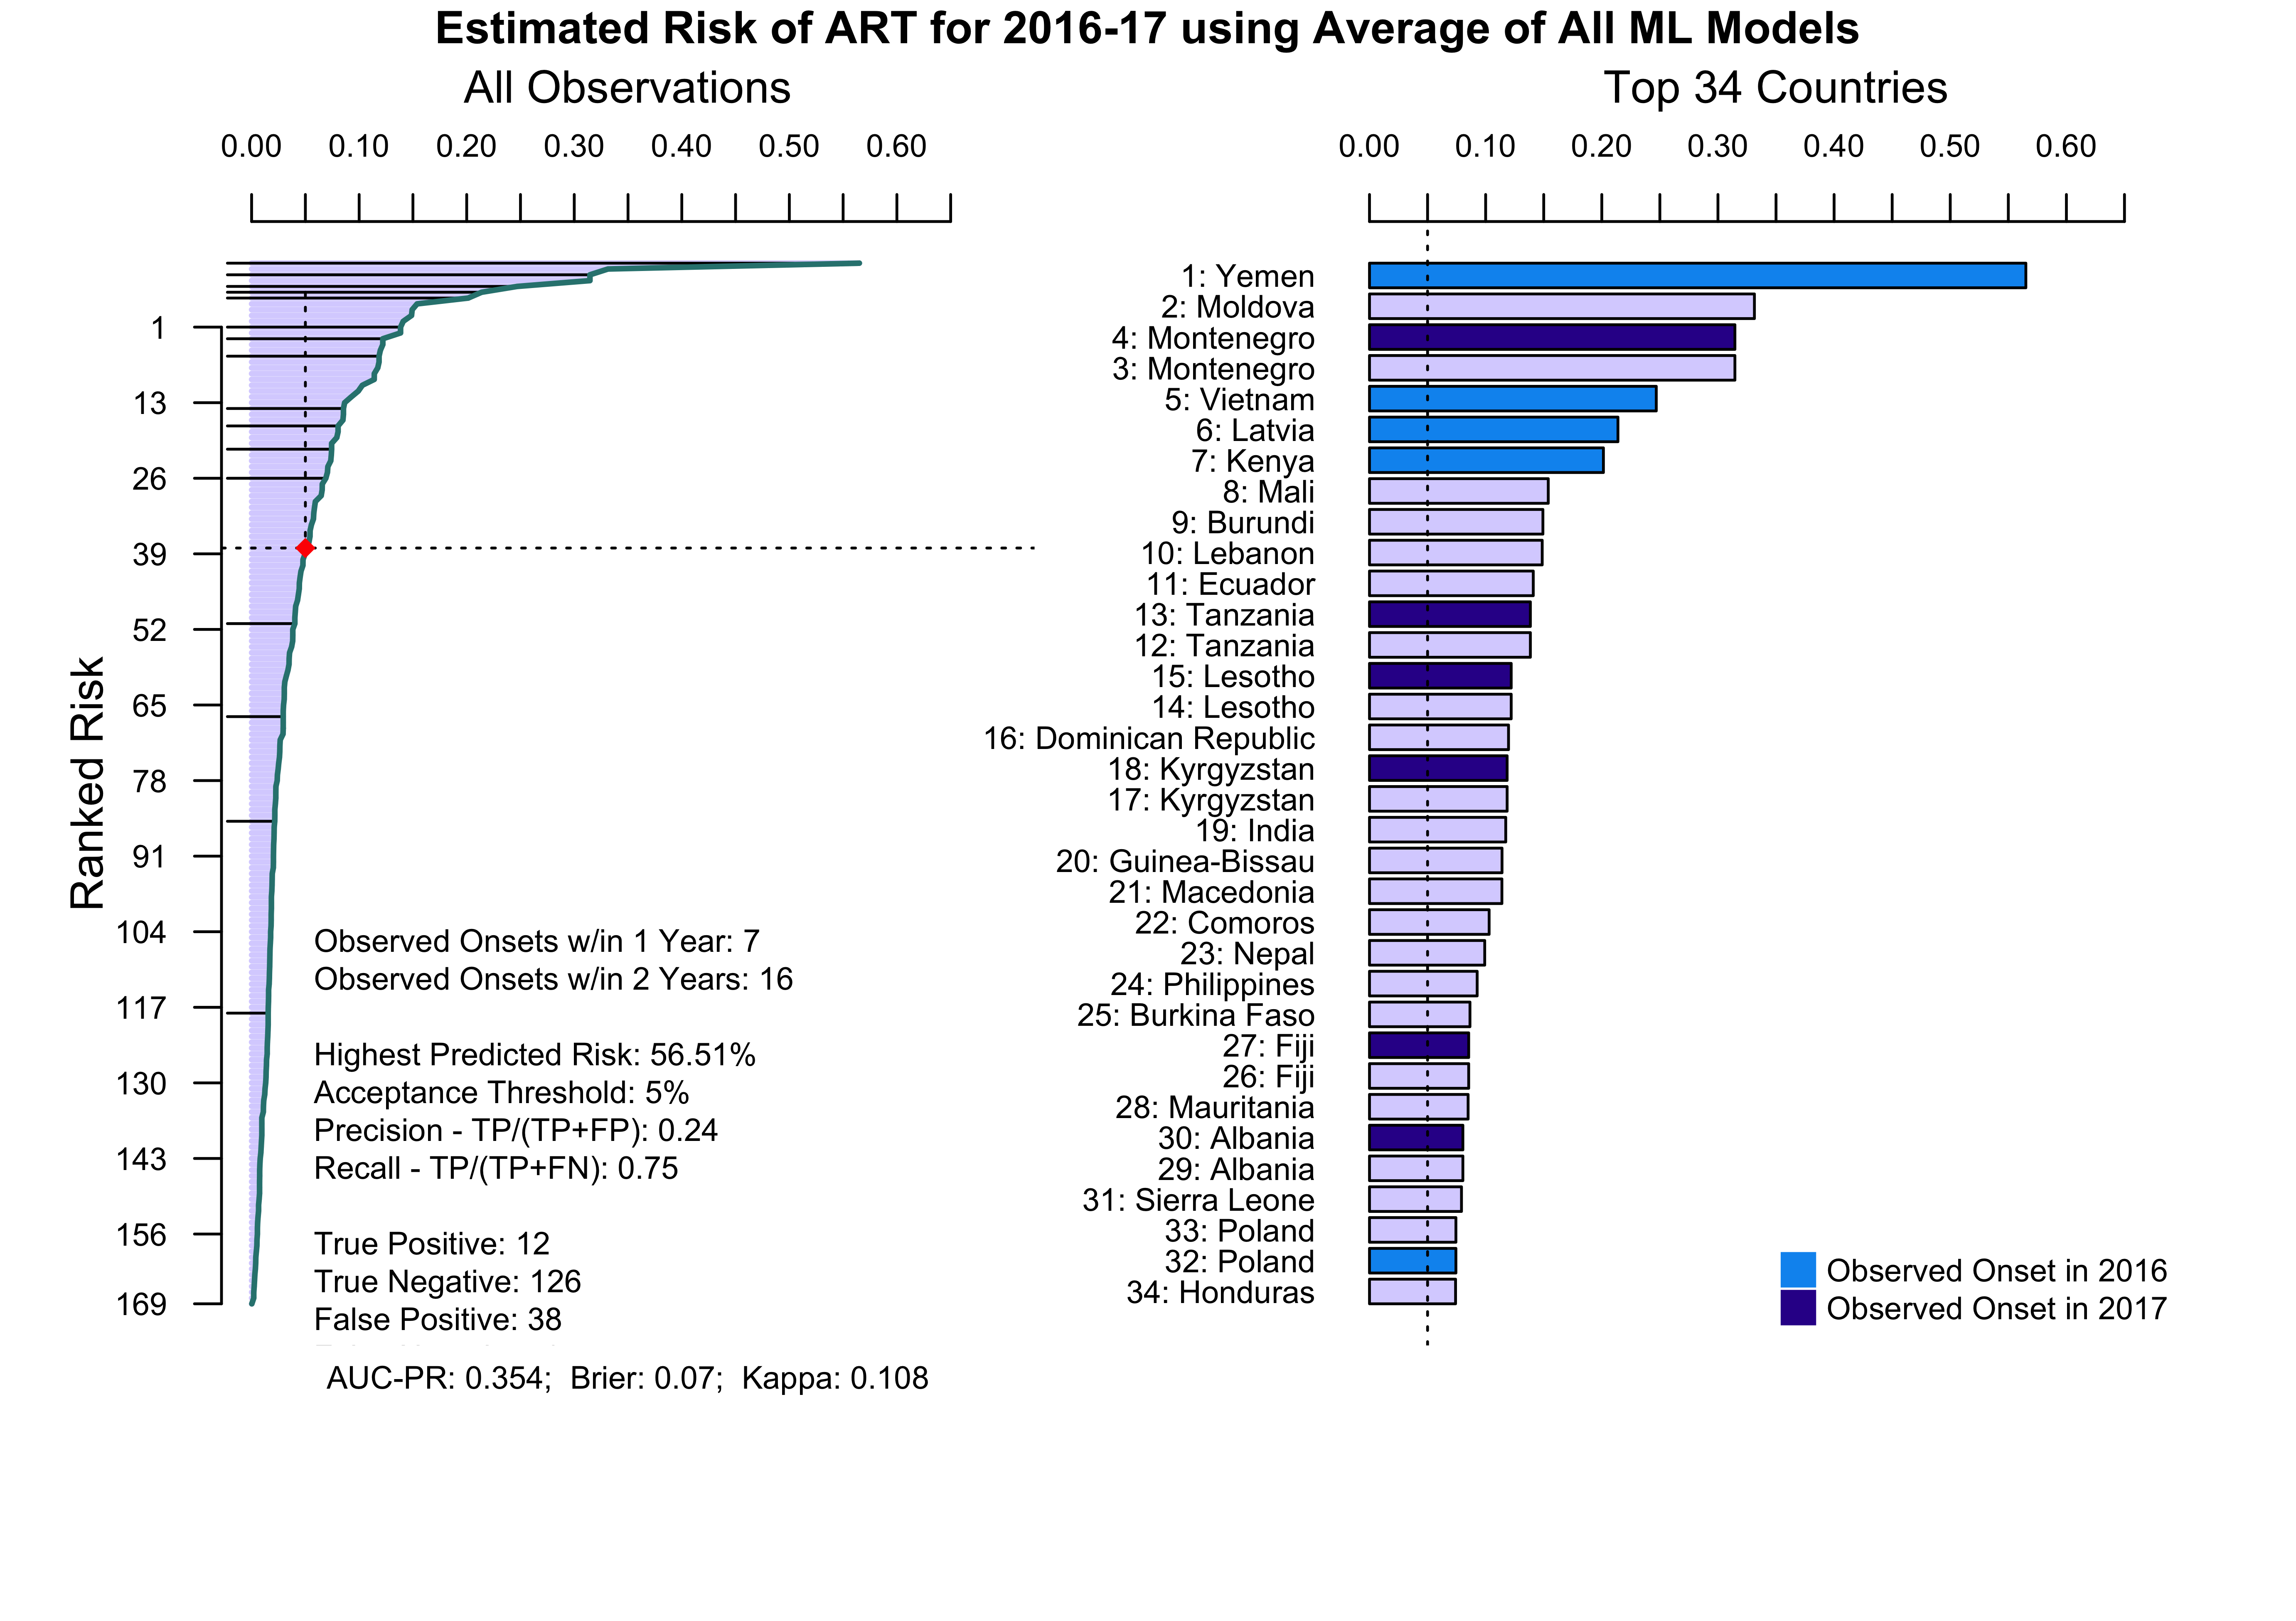 Estimated Risk of ART for 2016-17 using Average of All ML Models
All Observations
0.00 0.10 0.20 0.30 0.40 0.50 0.60
Ranked Risk
1
13
26
39
52
65
78
91
104
117
130
143
156
169
Observed Onsets w/in 1 Year: 7
Observed Onsets w/in 2 Years: 16
Highest Predicted Risk: 56.51%
Acceptance Threshold: 5%
Precision - TP/(TP+FP): 0.24
Recall - TP/(TP+FN): 0.75
True Positive: 12
True Negative: 126
False Positive: 38
AUC-PR: 0.354;  Brier: 0.07;  Kappa: 0.108
Top 34 Countries
0.00 0.10 0.20 0.30 0.40 0.50 0.60
1: Yemen
2: Moldova
4: Montenegro
3: Montenegro
5: Vietnam
6: Latvia
7: Kenya
8: Mali
9: Burundi
10: Lebanon
11: Ecuador
13: Tanzania
12: Tanzania
15: Lesotho
14: Lesotho
16: Dominican Republic
18: Kyrgyzstan
17: Kyrgyzstan
19: India
20: Guinea-Bissau
21: Macedonia
22: Comoros
23: Nepal
24: Philippines
25: Burkina Faso
27: Fiji
26: Fiji
28: Mauritania
30: Albania
29: Albania
31: Sierra Leone
33: Poland
32: Poland
34: Honduras
Observed Onset in 2016
Observed Onset in 2017